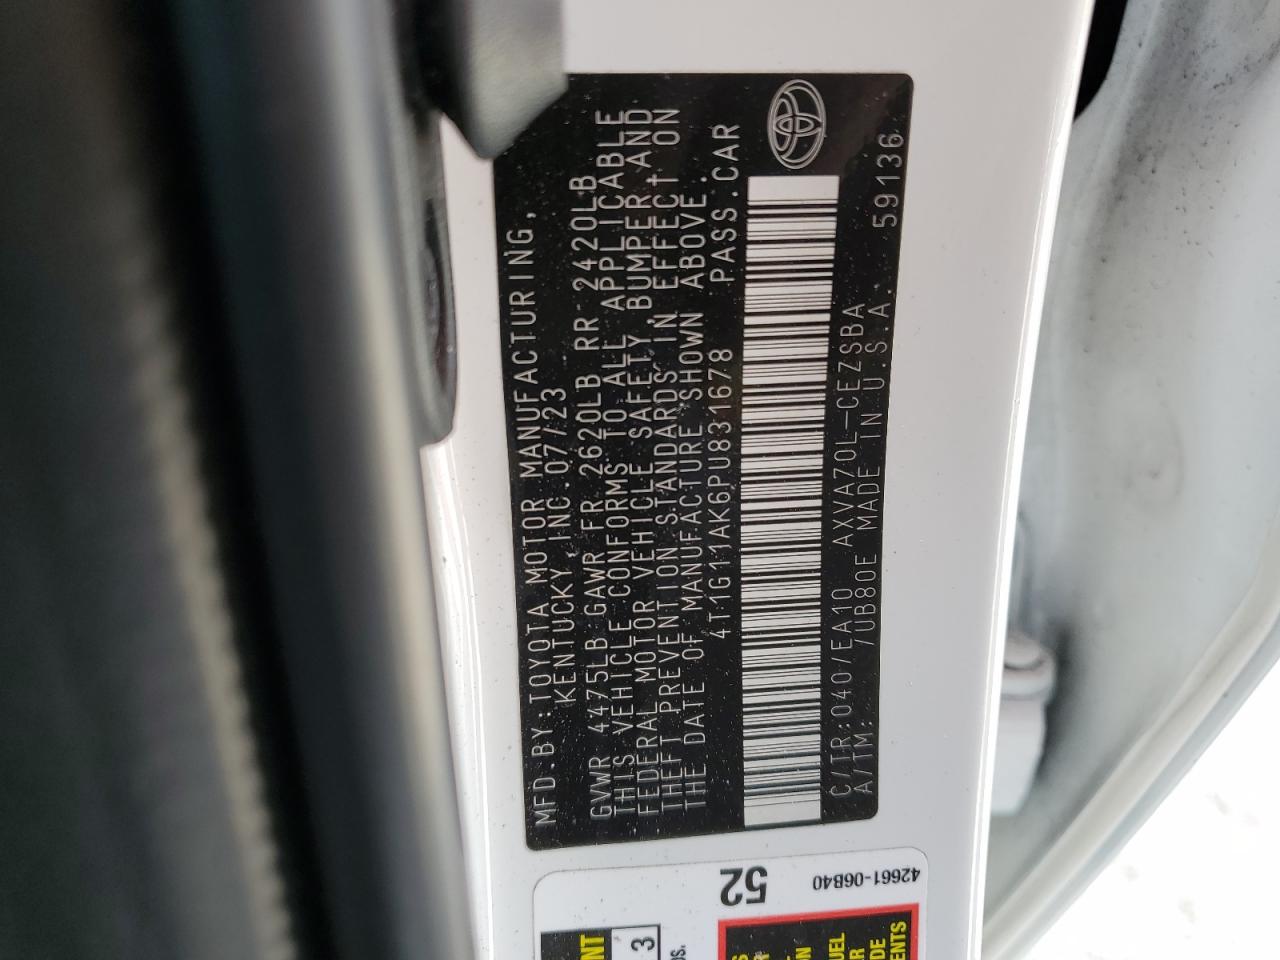 MFD.BY:TOYOTA MOTOR MANUFACTURING,
KENTUCKY, INC.07/23
GVWR 4475LB GAWR FR 2620LB RR 2420LB
THIS VEHICLE CONFORMS TO ALL APPLICABLE
FEDERAL MOTOR VEHICLE SAFETY,BUMPER,AND
THEFT PREVENTION STANDARDS IN EFFECT ON
THE DATE OF MANUFACTURE SHOWN ABOVE.
4T1G11AK6PU831678 PASS.CAR
C/TR:040/EA10 AXVA70L-CEZSBA
A/TM: /UB80E MADE IN U.S.A. 59136
52
42661-06B40
3